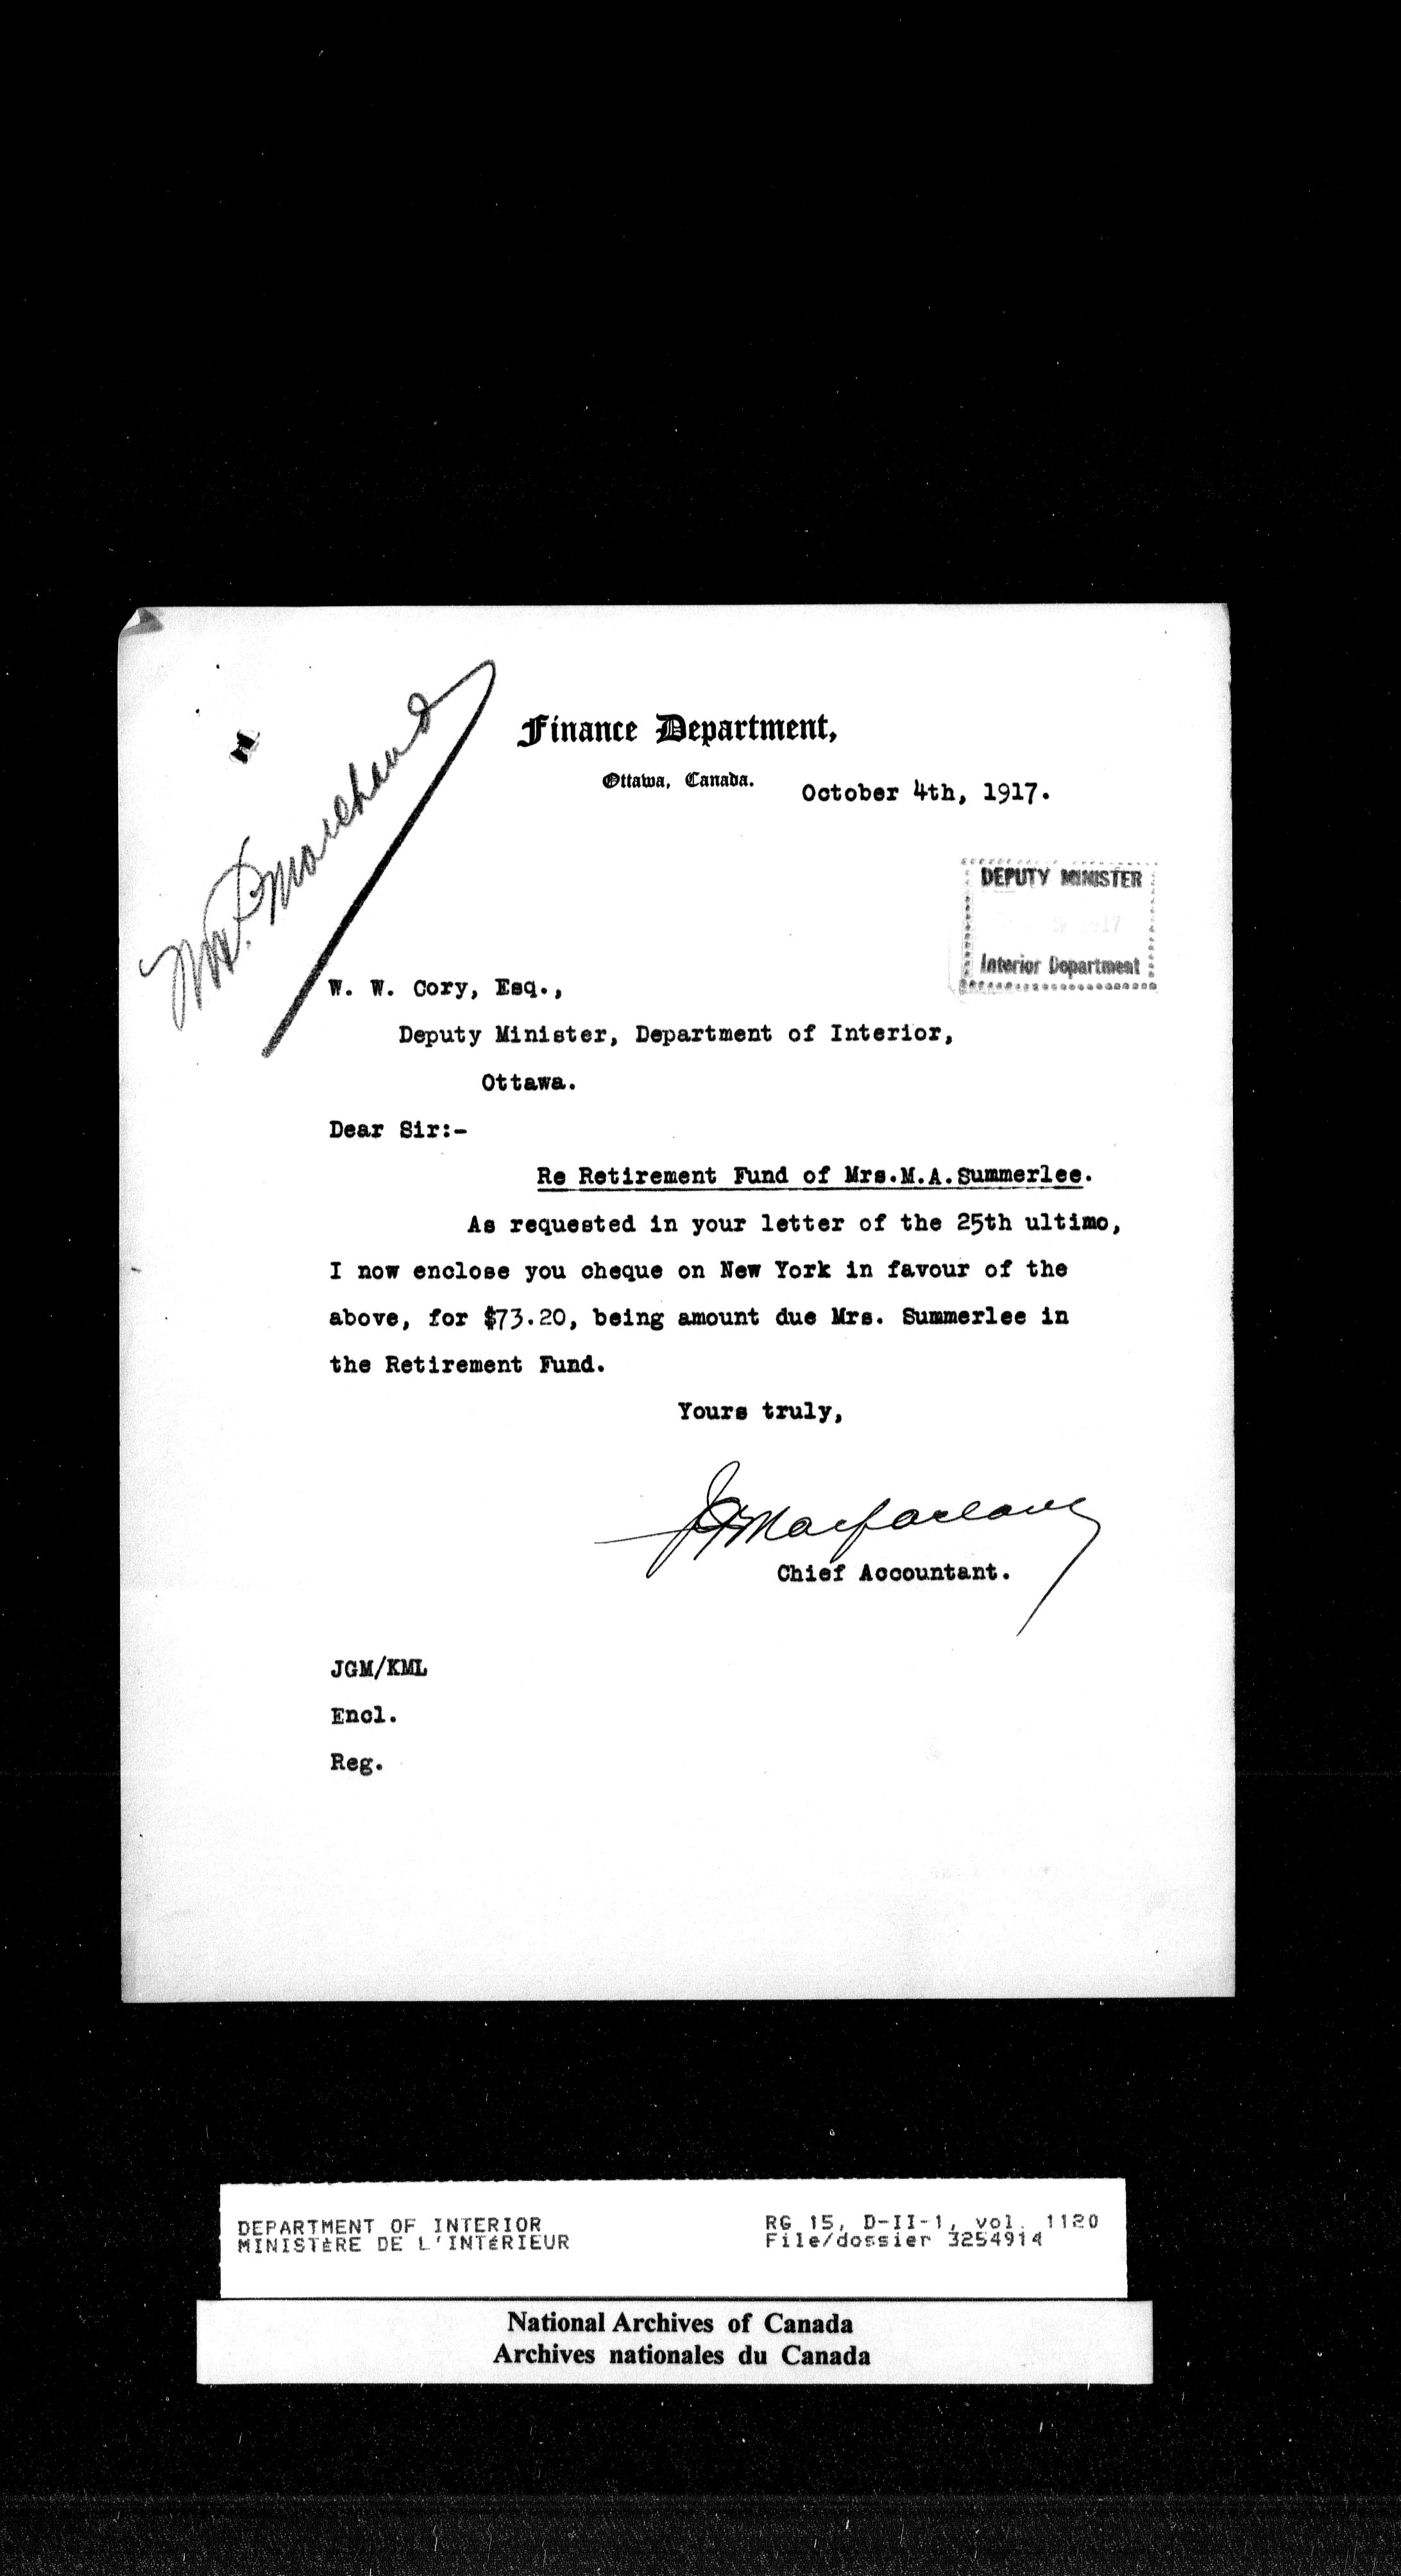 Mr. Marchand
Finance Department,
Ottawa, Canada.
October 4th, 1917.
DEPUTY MINISTER
1917
Interior Department
W. W. Cory, Esq.,
Deputy Minister, Department of Interior,
Ottawa.
Dear Sir:-
Re Retirement Fund of Mrs.M.A.Summerlee.
As requested in your letter of the 25th ultimo,
I now enclose you cheque on New York in favour of the
above, for $73.20, being amount due Mrs. Summerlee in
the Retirement Fund.
Yours truly,
JGMacfarlane
Chief Accountant.
JGM/KML
Encl.
Reg.
DEPARTMENT OF INTERIOR
MINISTÈRE DE L'INTÉRIEUR
RG 15, D-II-1, vol. 1120
File/dossier 3254914
National Archives of Canada
Archives nationales du Canada